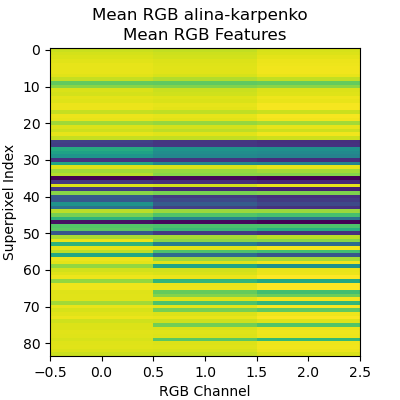 Mean RGB alina-karpenko
Mean RGB Features
0
10
20
30
40
50
60
70
80
Superpixel Index
−0.5 0.0 0.5 1.0 1.5 2.0 2.5
RGB Channel